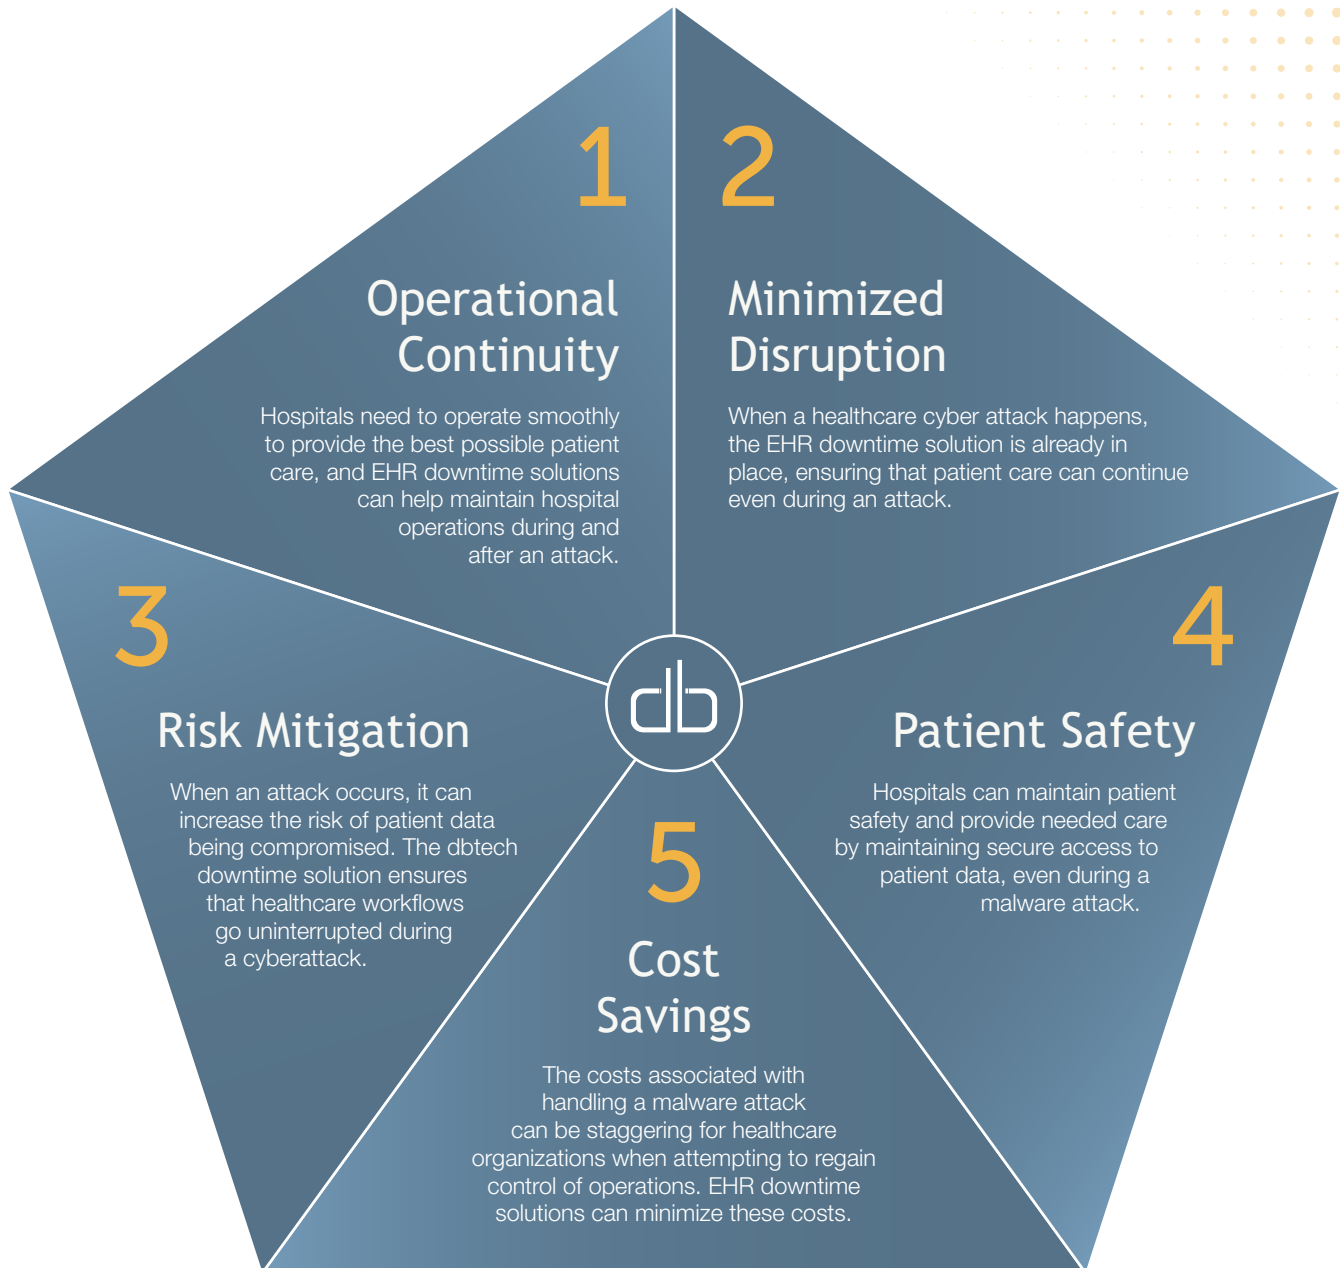 1
Operational
Continuity
Hospitals need to operate smoothly
to provide the best possible patient
care, and EHR downtime solutions
can help maintain hospital
operations during and
after an attack.
2
Minimized
Disruption
When a healthcare cyber attack happens,
the EHR downtime solution is already in
place, ensuring that patient care can continue
even during an attack.
3
Risk Mitigation
When an attack occurs, it can
increase the risk of patient data
being compromised. The dbtech
downtime solution ensures
that healthcare workflows
go uninterrupted during
a cyberattack.
db
4
Patient Safety
Hospitals can maintain patient
safety and provide needed care
by maintaining secure access to
patient data, even during a
malware attack.
5
Cost
Savings
The costs associated with
handling a malware attack
can be staggering for healthcare
organizations when attempting to regain
control of operations. EHR downtime
solutions can minimize these costs.